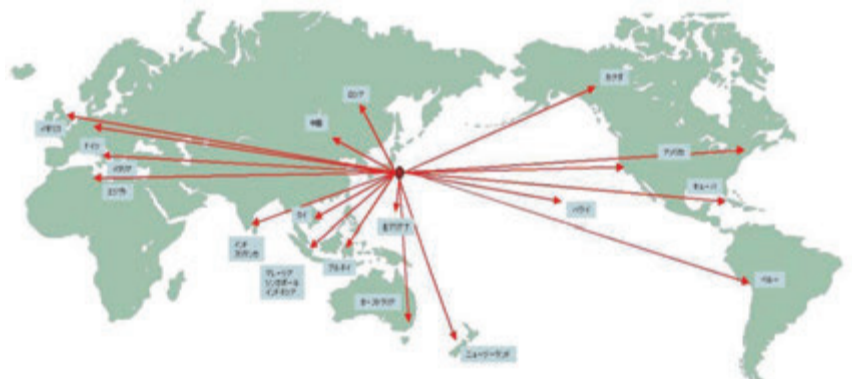 カナダ
ロシア
中国
イギリス
アメリカ
ドイツ
イタリア
キューバ
ハワイ
タイ
インド
スリランカ
ブルネイ
マレーシア
シンガポール
インドネシア
ペルー
オーストラリア
ニュージーランド